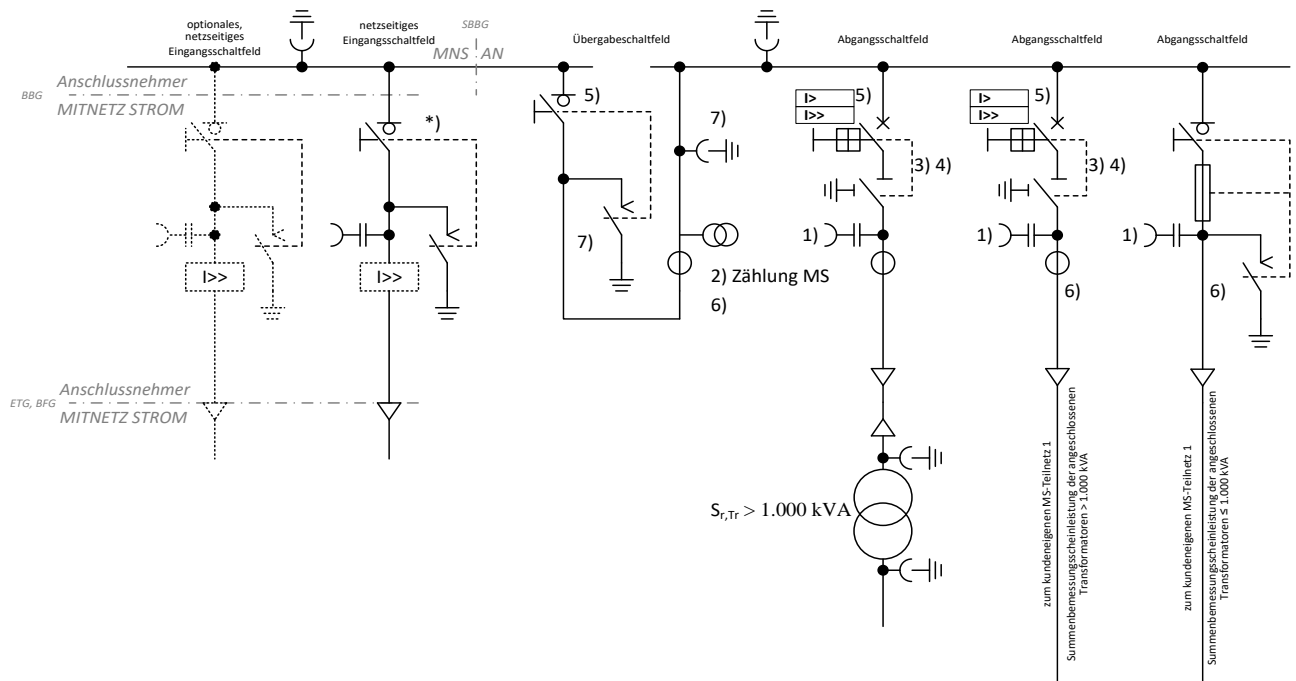 optionales,
netzseitiges
Eingangsschaltfeld
netzseitiges
Eingangsschaltfeld
SBBG
MNS AN
Übergabeschaltfeld
Abgangsschaltfeld
Abgangsschaltfeld
Abgangsschaltfeld
BBG
Anschlussnehmer
MITNETZ STROM
*)
5)
7)
I>
I>>
5)
I>
I>>
5)
3) 4)
3) 4)
7)
1)
1)
1)
I>>
I>>
2) Zählung MS
6)
6)
6)
ETG, BFG
Anschlussnehmer
MITNETZ STROM
Sr,Tr > 1.000 kVA
zum kundeneigenen MS-Teilnetz 1
Summenbemessungsscheinleistung der angeschlossenen
Transformatoren > 1.000 kVA
zum kundeneigenen MS-Teilnetz 1
Summenbemessungsscheinleistung der angeschlossenen
Transformatoren ≤ 1.000 kVA